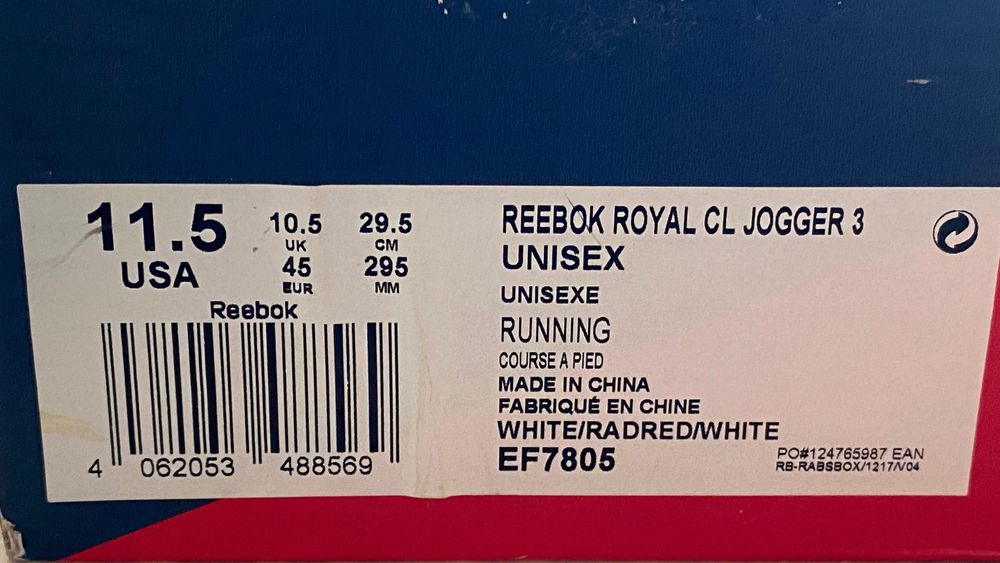 11.5
USA
10.5
UK
45
EUR
29.5
CM
295
MM
Reebok
4 062053 488569
REEBOK ROYAL CL JOGGER 3
UNISEX
UNISEXE
RUNNING
COURSE A PIED
MADE IN CHINA
FABRIQUÉ EN CHINE
WHITE/RADRED/WHITE
EF7805
PO#124765987 EAN
RB-RABSBOX/1217/V04